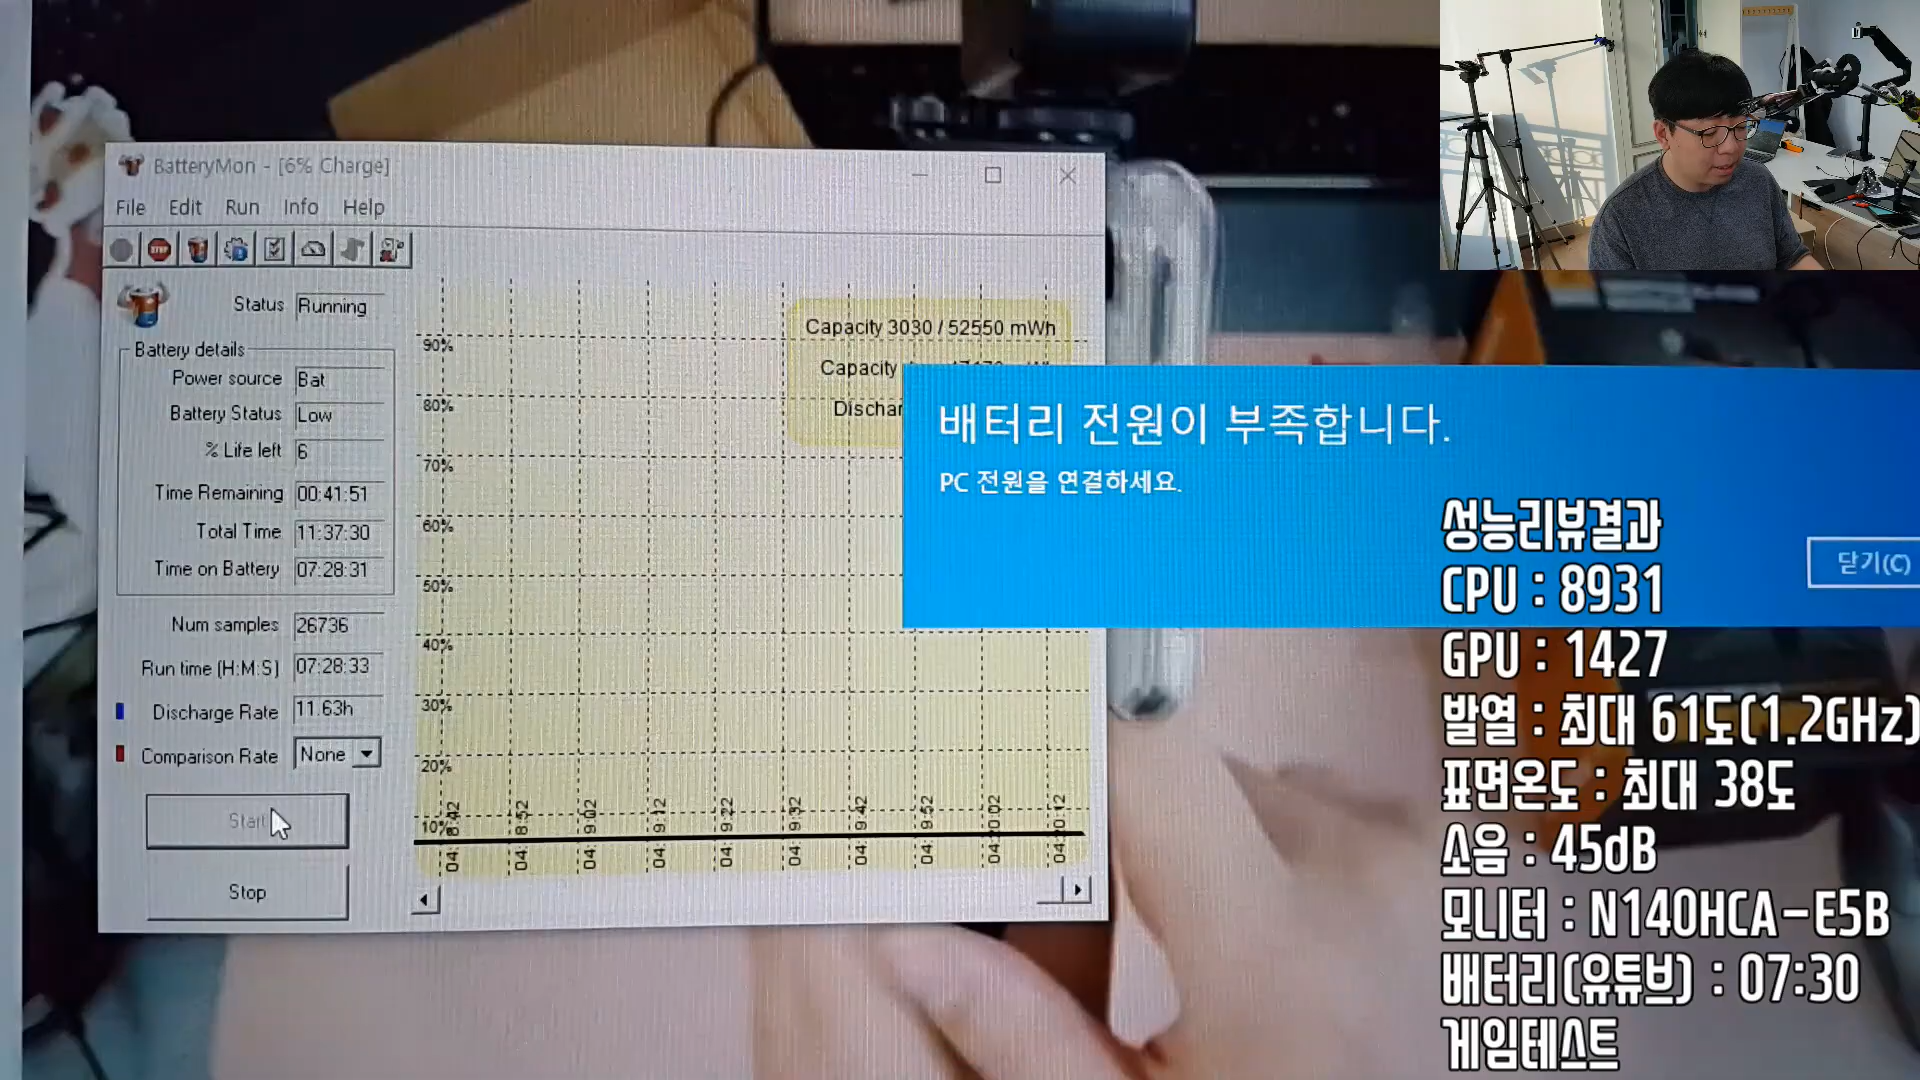 BatteryMon - [6% Charge]
File Edit Run Info Help
STOP
Status Running
Battery details
Power source Bat
Battery Status Low
% Life left 6
Time Remaining 00:41:51
Total Time 11:37:30
Time on Battery 07:28:31
Num samples 26736
Run time (H:M:S) 07:28:33
Discharge Rate 11.63h
Comparison Rate None
Start
Stop
Capacity 3030 / 52550 mWh
Capacity
Dischar
90%
80%
70%
60%
50%
40%
30%
20%
10%
배터리 전원이 부족합니다.
PC 전원을 연결하세요.
닫기(C)
성능리뷰결과
CPU : 8931
GPU : 1427
발열 : 최대 61도(1.2GHz)
표면온도 : 최대 38도
소음 : 45dB
모니터 : N140HCA-E5B
배터리(유튜브) : 07:30
게임테스트